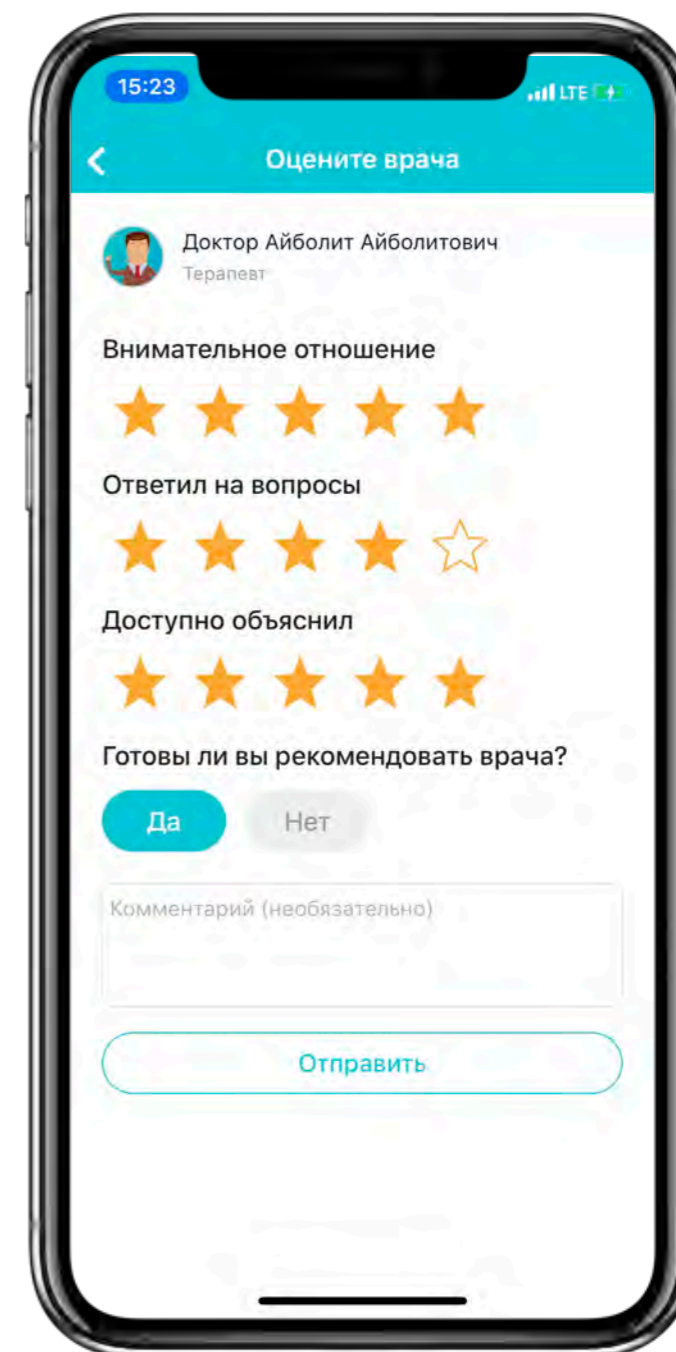 15:23
LTE
Оцените врача
Доктор Айболит Айболитович
Терапевт
Внимательное отношение
Ответил на вопросы
Доступно объяснил
Готовы ли вы рекомендовать врача?
Да Нет
Комментарий (необязательно)
Отправить